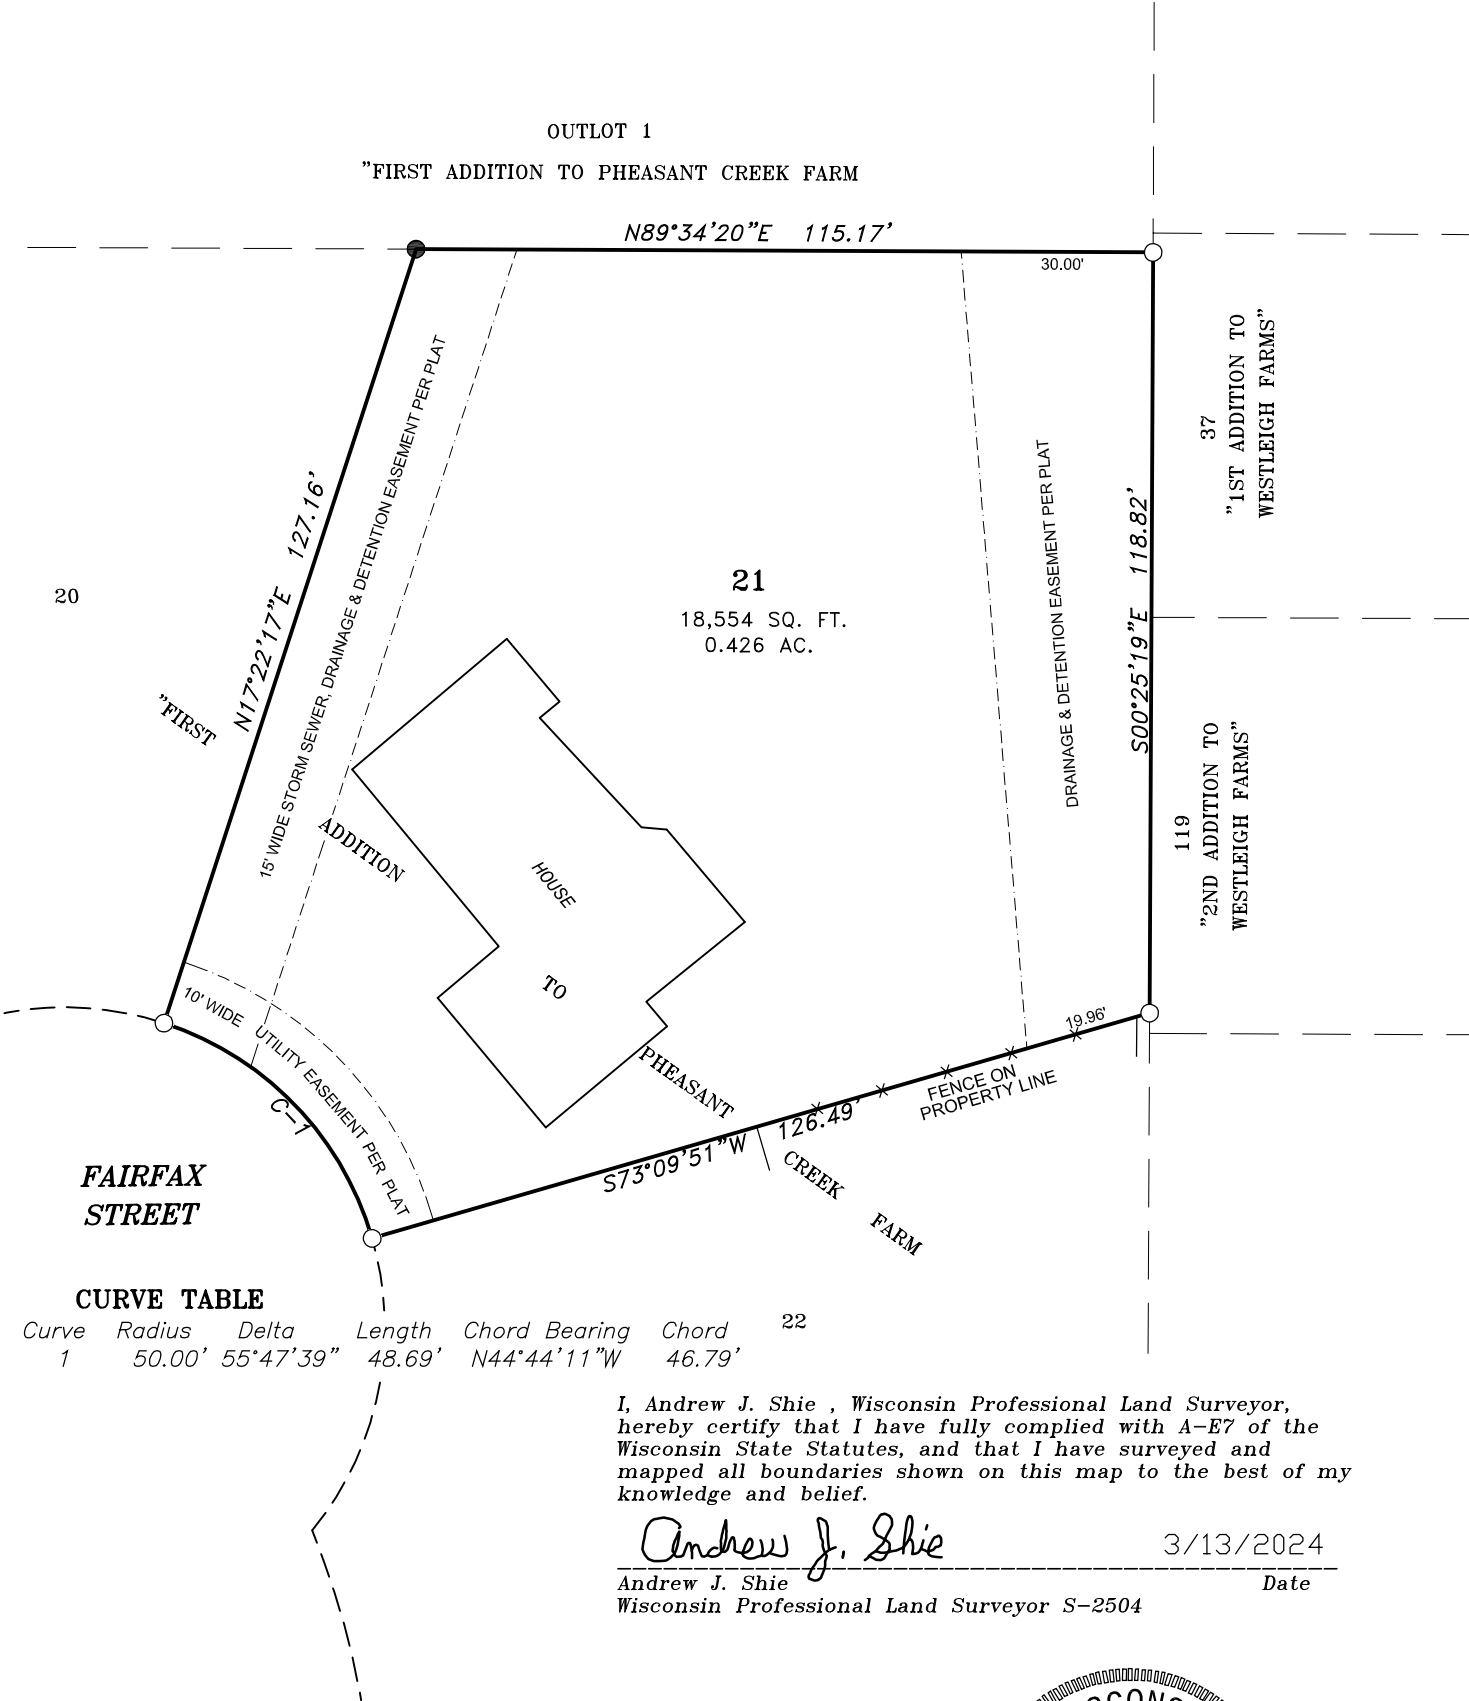 OUTLOT 1
"FIRST ADDITION TO PHEASANT CREEK FARM
N89°34'20"E 115.17'
30.00'
N17°22'17"E 127.16'
15' WIDE STORM SEWER, DRAINAGE & DETENTION EASEMENT PER PLAT
DRAINAGE & DETENTION EASEMENT PER PLAT
S00°25'19"E 118.82'
37
"1ST ADDITION TO
WESTLEIGH FARMS"
20
21
18,554 SQ. FT.
0.426 AC.
119
"2ND ADDITION TO
WESTLEIGH FARMS"
"FIRST
ADDITION
TO
PHEASANT
CREEK
FARM
HOUSE
10' WIDE UTILITY EASEMENT PER PLAT
C-1
19.96'
FENCE ON
PROPERTY LINE
S73°09'51"W 126.49'
FAIRFAX
STREET
22
CURVE TABLE
Curve Radius Delta Length Chord Bearing Chord
1 50.00' 55°47'39" 48.69' N44°44'11"W 46.79'
I, Andrew J. Shie , Wisconsin Professional Land Surveyor,
hereby certify that I have fully complied with A-E7 of the
Wisconsin State Statutes, and that I have surveyed and
mapped all boundaries shown on this map to the best of my
knowledge and belief.
Andrew J. Shie 3/13/2024
Andrew J. Shie Date
Wisconsin Professional Land Surveyor S-2504